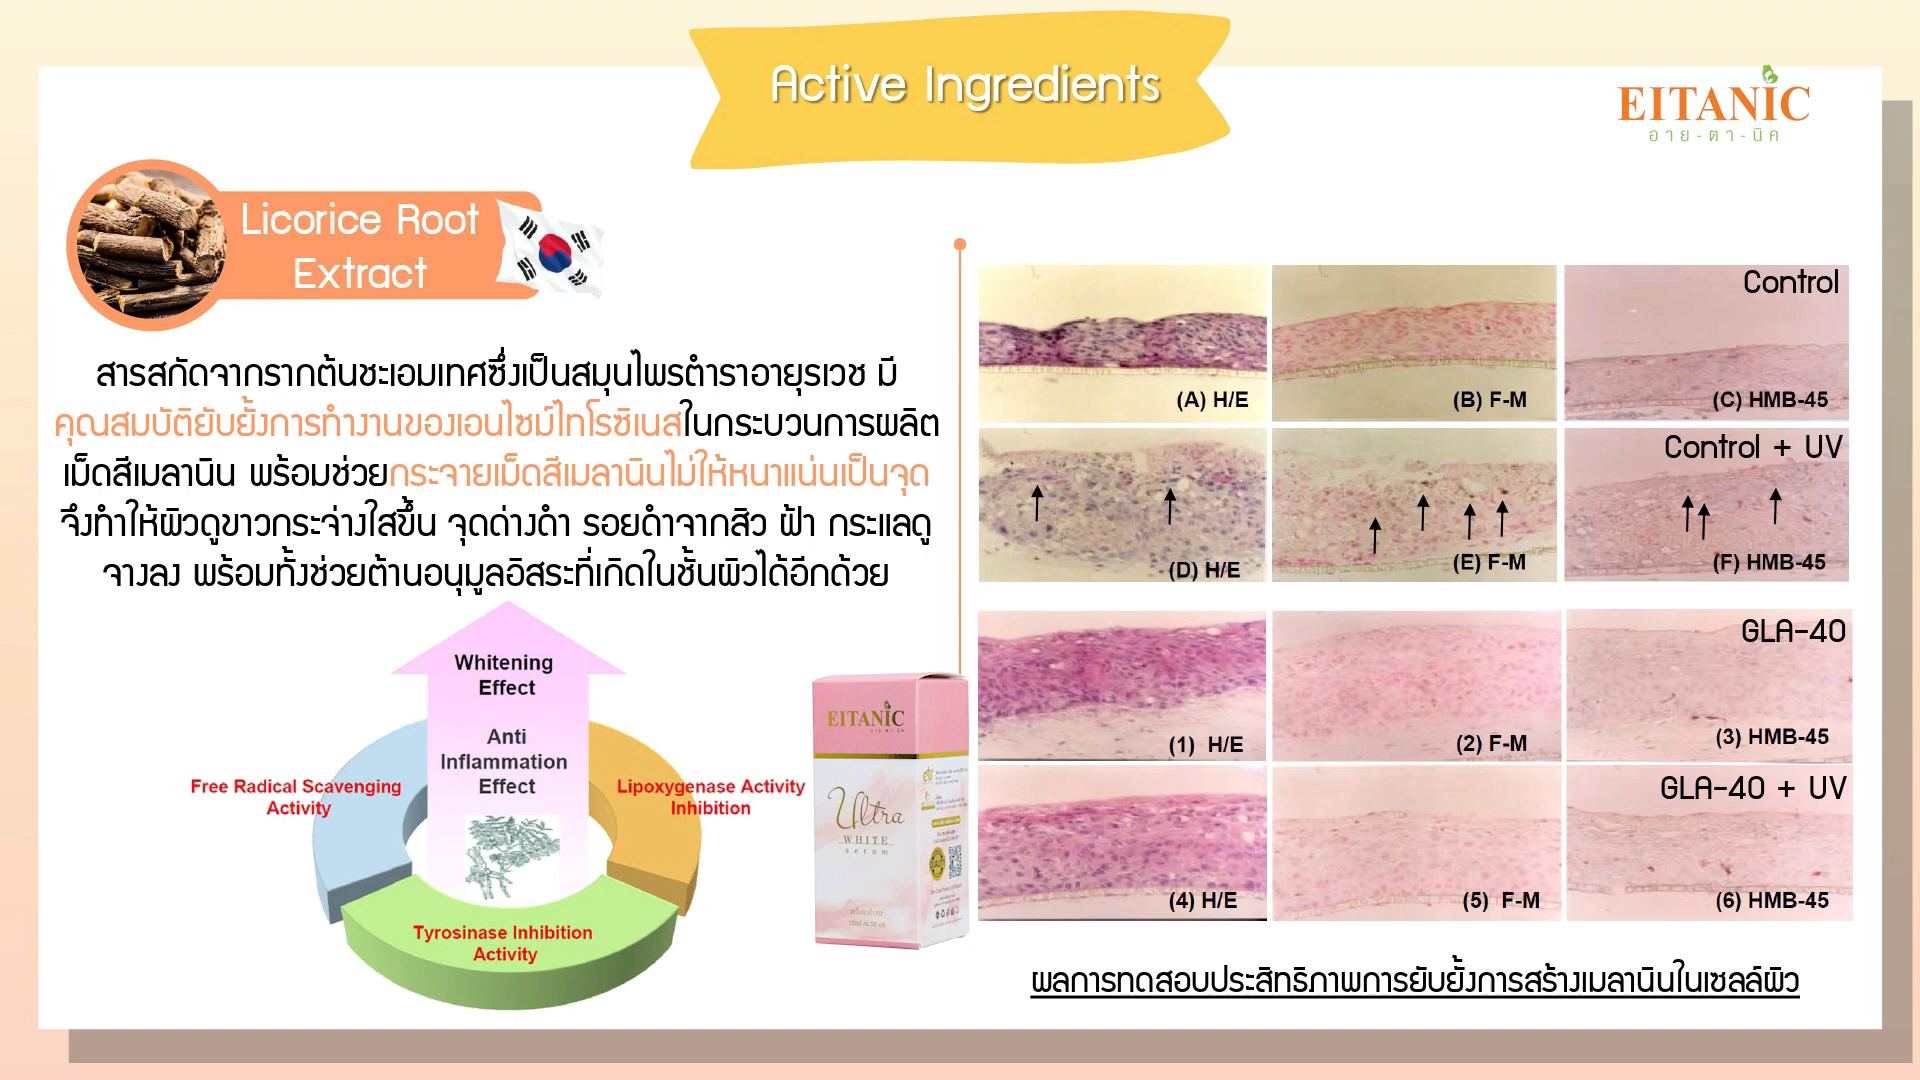 Active Ingredients
EITANIC
อาย-ตา-นิค
Licorice Root
Extract
สารสกัดจากรากต้นชะเอมเทศซึ่งเป็นสมุนไพรตำราอายุรเวช มี
คุณสมบัติยับยั้งการทำงานของเอนไซม์ไทโรซิเนสในกระบวนการผลิต
เม็ดสีเมลานิน พร้อมช่วยกระจายเม็ดสีเมลานินไม่ให้หนาแน่นเป็นจุด
จึงทำให้ผิวดูขาวกระจ่างใสขึ้น จุดด่างดำ รอยดำจากสิว ฝ้า กระแลดู
จางลง พร้อมทั้งช่วยต้านอนุมูลอิสระที่เกิดในชั้นผิวได้อีกด้วย
Whitening
Effect
Anti
Inflammation
Effect
Free Radical Scavenging
Activity
Lipoxygenase Activity
Inhibition
Tyrosinase Inhibition
Activity
EITANIC
Ultra
WHITE
serum
Control
(A) H/E
(B) F-M
(C) HMB-45
Control + UV
(D) H/E
(E) F-M
(F) HMB-45
GLA-40
(1) H/E
(2) F-M
(3) HMB-45
GLA-40 + UV
(4) H/E
(5) F-M
(6) HMB-45
ผลการทดสอบประสิทธิภาพการยับยั้งการสร้างเมลานินในเซลล์ผิว